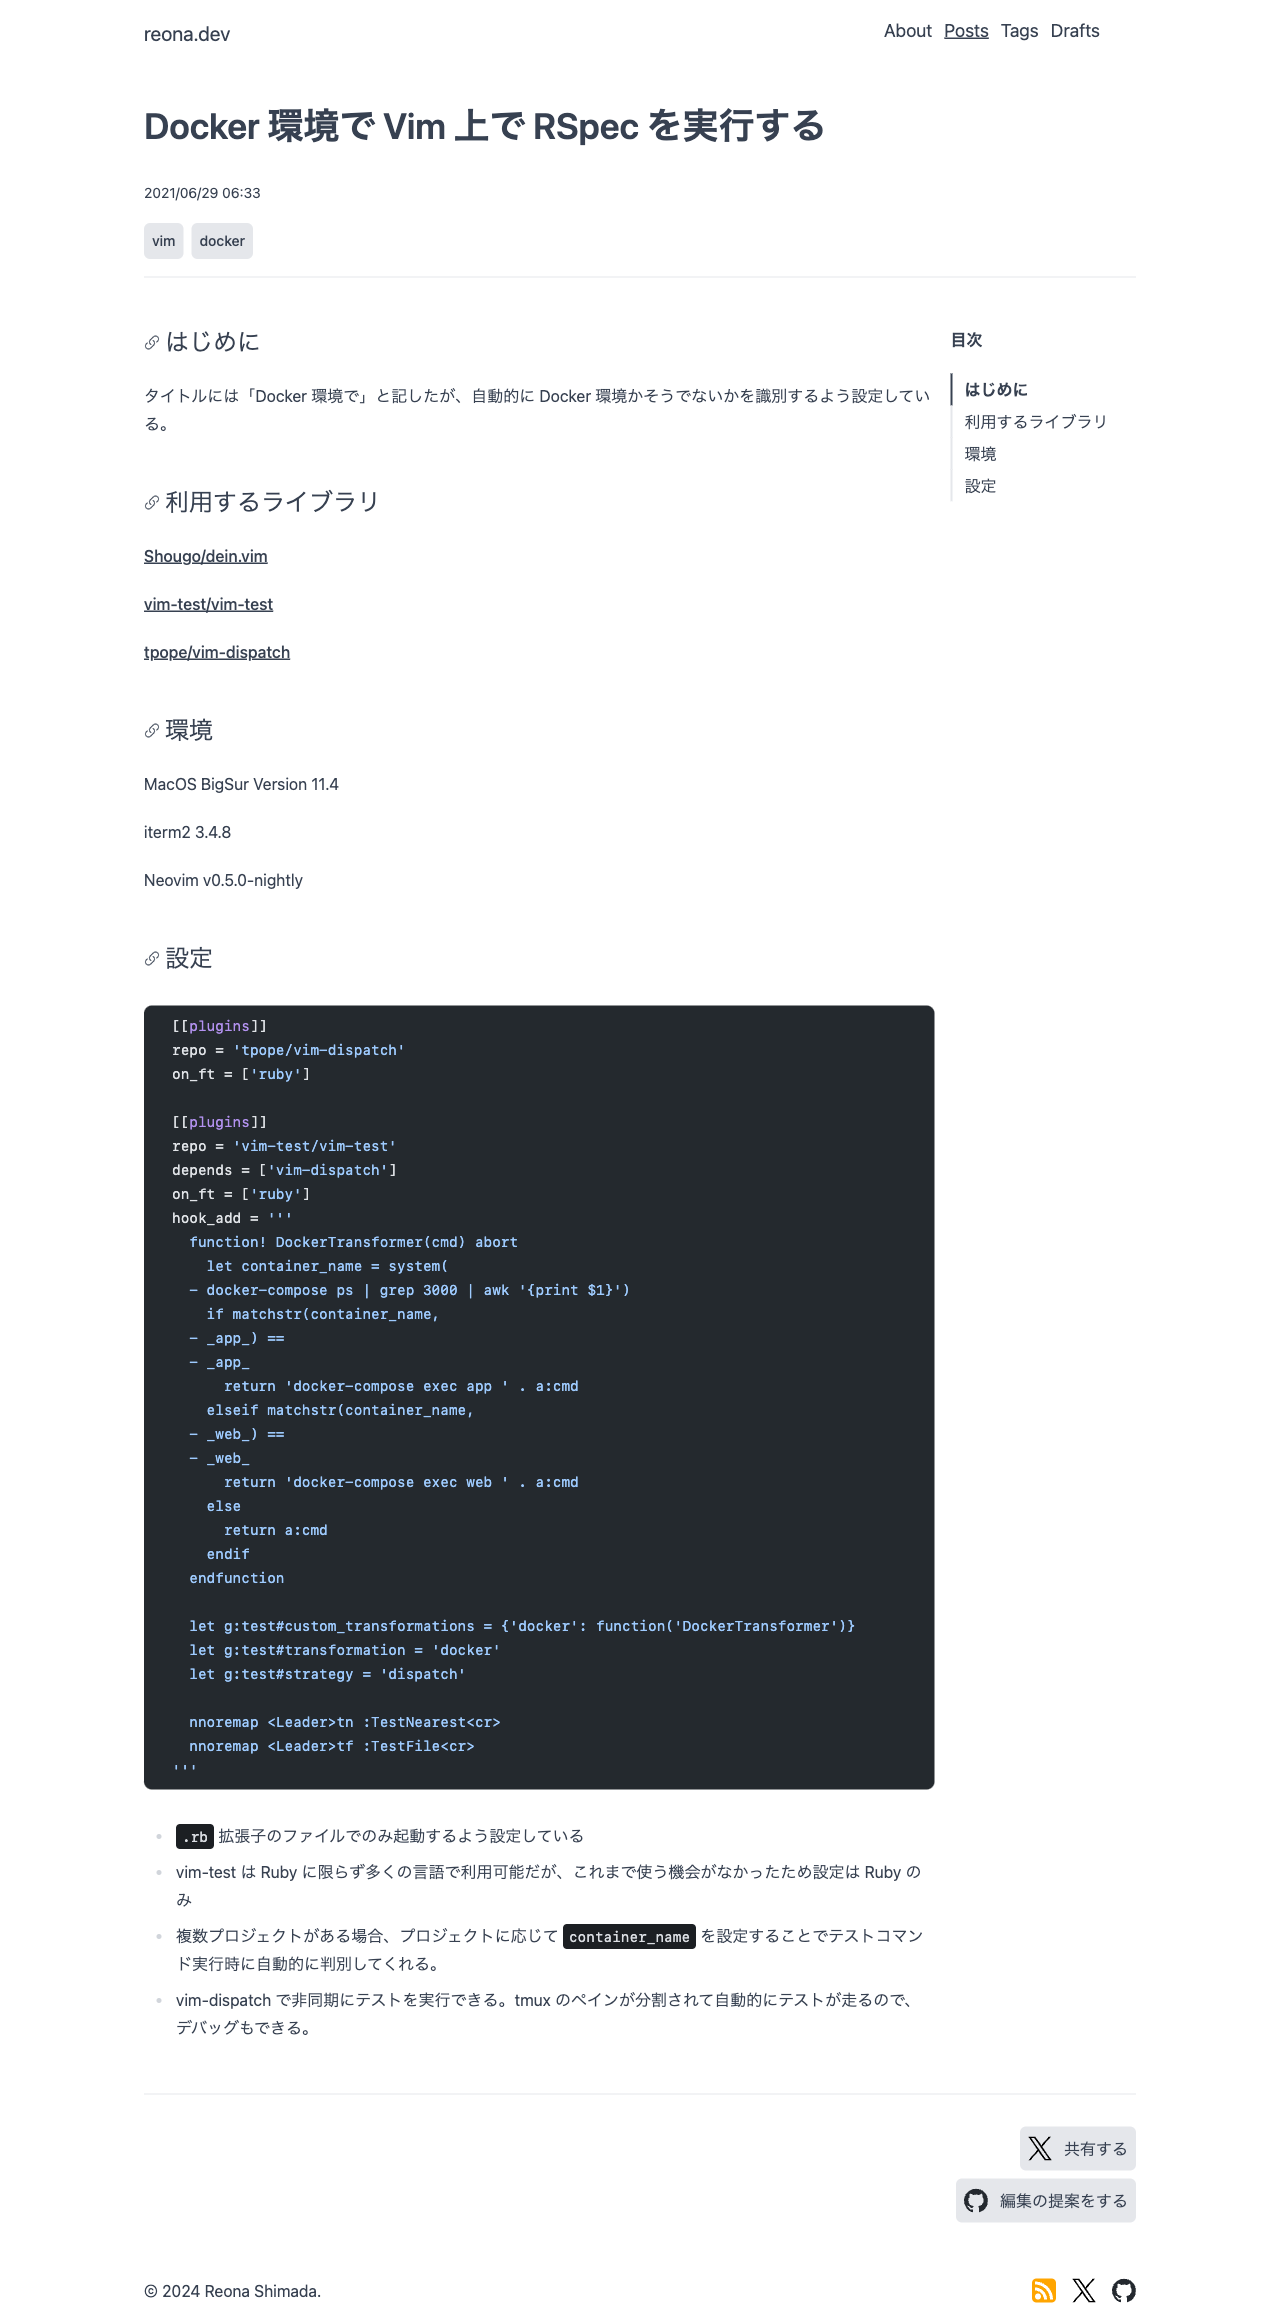 reona.dev
About Posts Tags Drafts
Docker 環境で Vim 上で RSpec を実行する
2021/06/29 06:33
vim docker
はじめに
タイトルには「Docker 環境で」と記したが、自動的に Docker 環境かそうでないかを識別するよう設定してい
る。
利用するライブラリ
Shougo/dein.vim
vim-test/vim-test
tpope/vim-dispatch
環境
MacOS BigSur Version 11.4
iterm2 3.4.8
Neovim v0.5.0-nightly
設定
[[plugins]]
repo = 'tpope/vim-dispatch'
on_ft = ['ruby']
[[plugins]]
repo = 'vim-test/vim-test'
depends = ['vim-dispatch']
on_ft = ['ruby']
hook_add = '''
  function! DockerTransformer(cmd) abort
    let container_name = system(
  - docker-compose ps | grep 3000 | awk '{print $1}')
    if matchstr(container_name,
  - _app_) ==
  - _app_
      return 'docker-compose exec app ' . a:cmd
    elseif matchstr(container_name,
  - _web_) ==
  - _web_
      return 'docker-compose exec web ' . a:cmd
    else
      return a:cmd
    endif
  endfunction
  let g:test#custom_transformations = {'docker': function('DockerTransformer')}
  let g:test#transformation = 'docker'
  let g:test#strategy = 'dispatch'
  nnoremap <Leader>tn :TestNearest<cr>
  nnoremap <Leader>tf :TestFile<cr>
'''
.rb 拡張子のファイルでのみ起動するよう設定している
vim-test は Ruby に限らず多くの言語で利用可能だが、これまで使う機会がなかったため設定は Ruby の
み
複数プロジェクトがある場合、プロジェクトに応じて container_name を設定することでテストコマン
ド実行時に自動的に判別してくれる。
vim-dispatch で非同期にテストを実行できる。tmux のペインが分割されて自動的にテストが走るので、
デバッグもできる。
目次
はじめに
利用するライブラリ
環境
設定
共有する
編集の提案をする
© 2024 Reona Shimada.